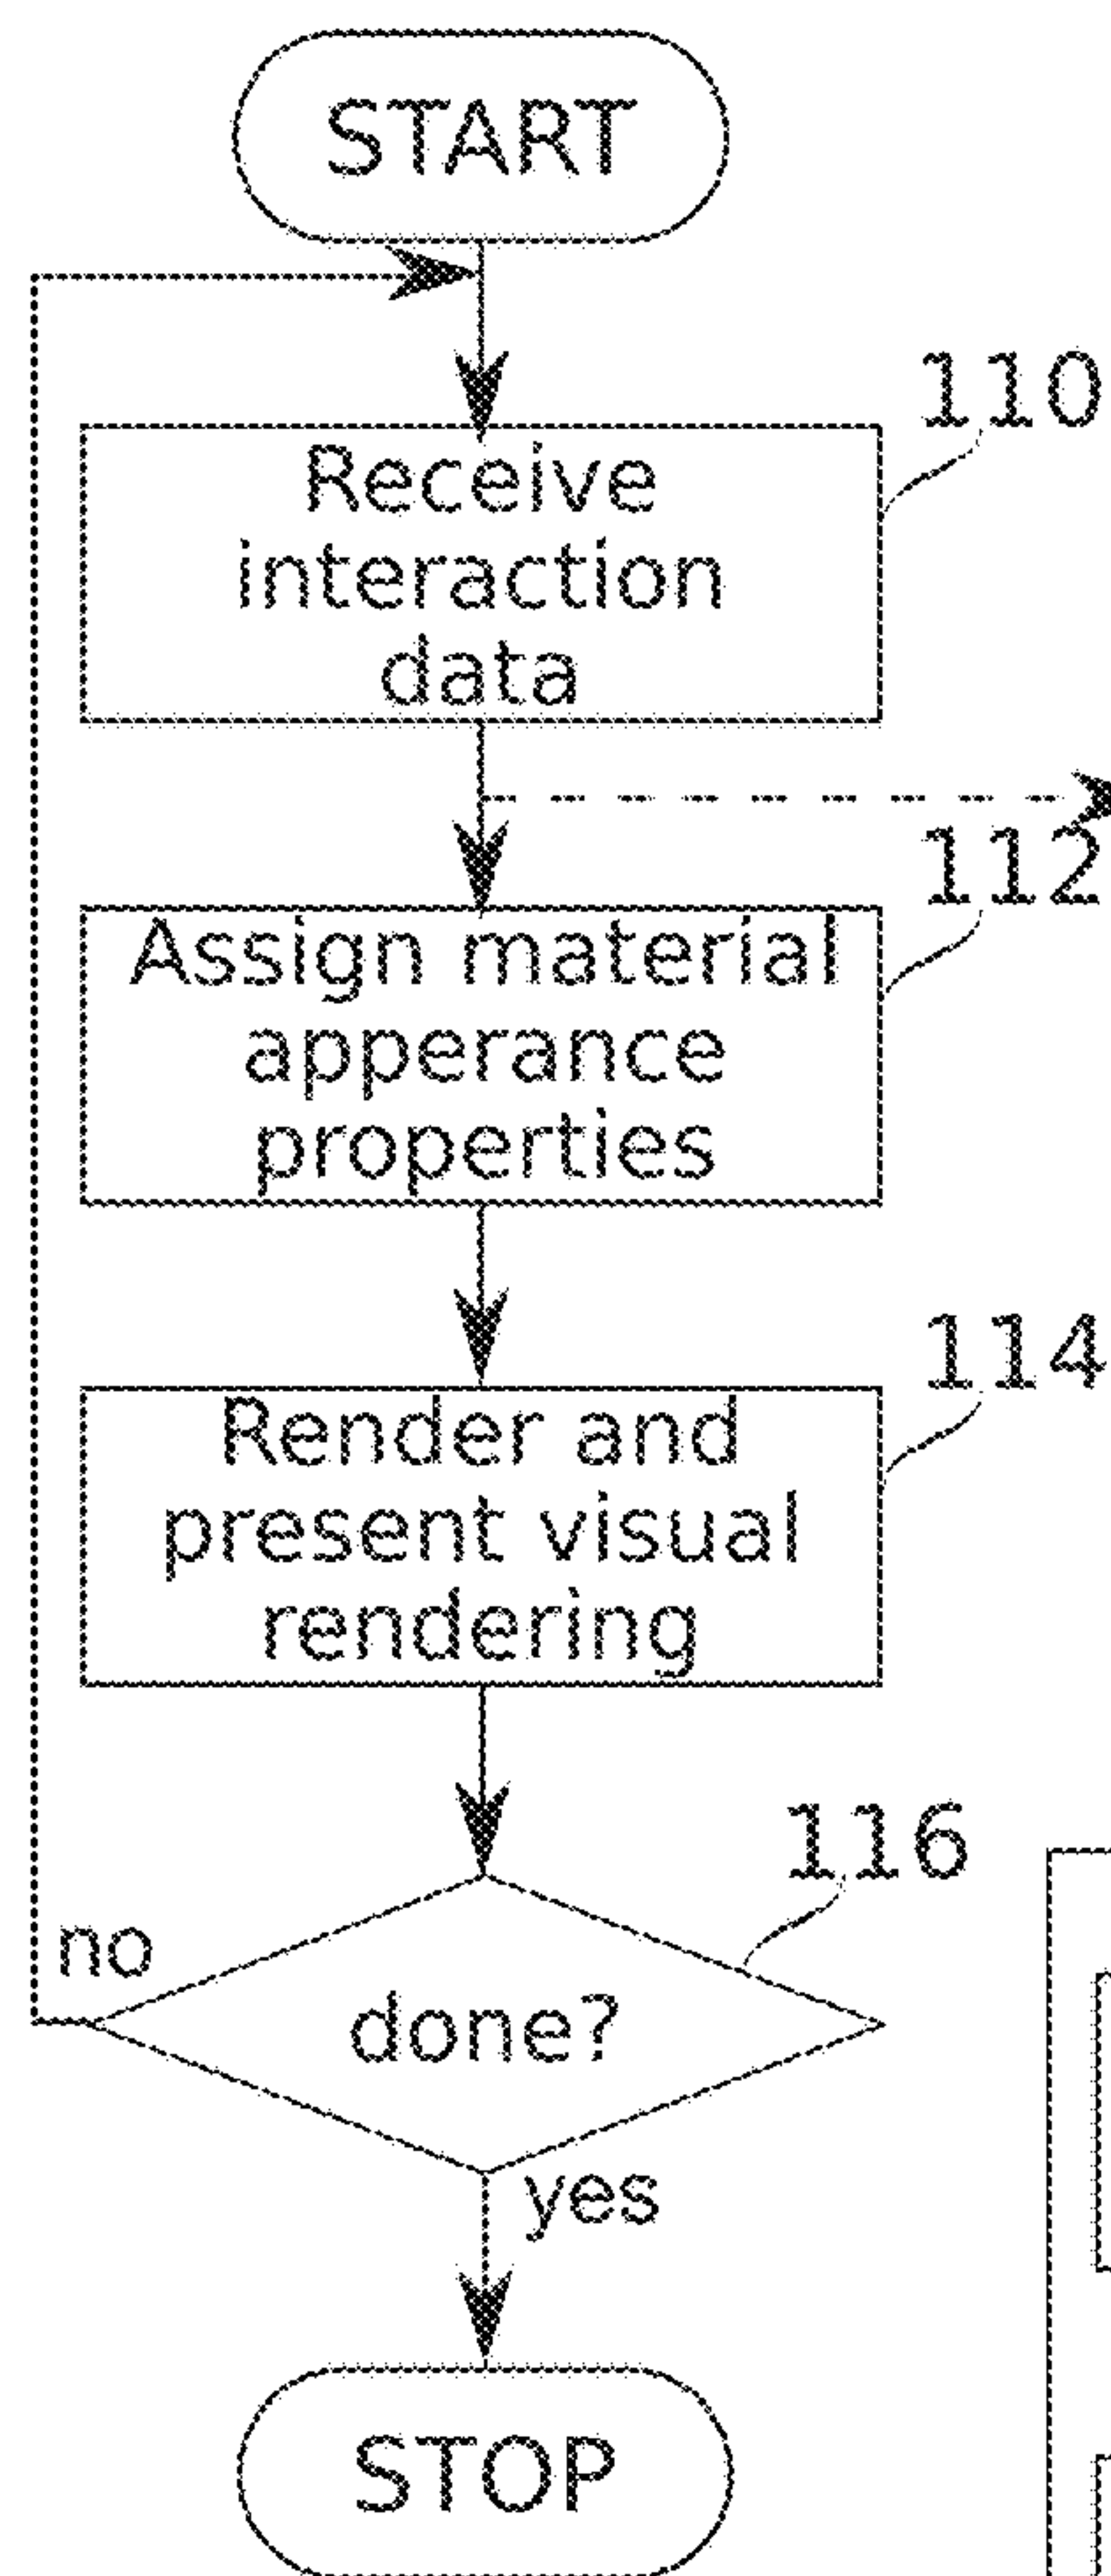 START
110
Receive
interaction
data
112
Assign material
apperance
properties
114
Render and
present visual
rendering
116
no
done?
yes
STOP